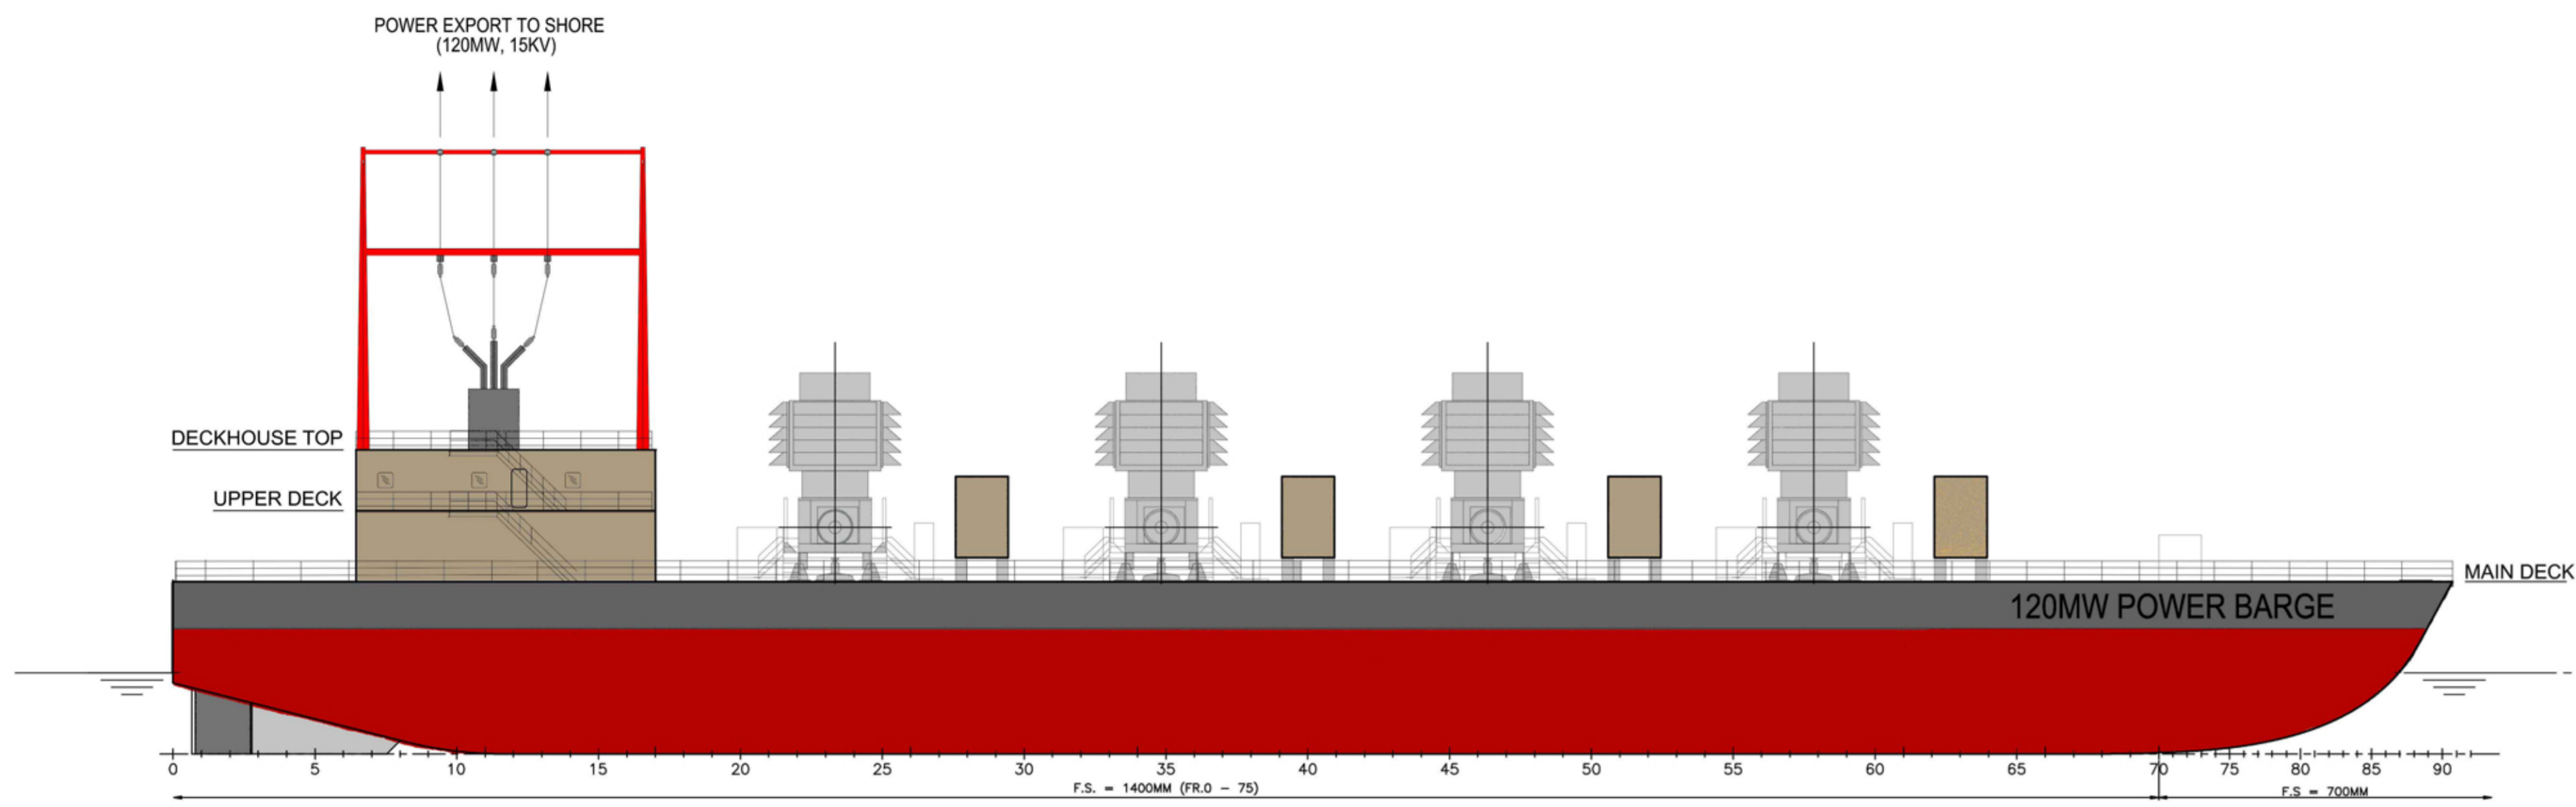 POWER EXPORT TO SHORE
(120MW, 15KV)
DECKHOUSE TOP
UPPER DECK
MAIN DECK
120MW POWER BARGE
0 5 10 15 20 25 30 35 40 45 50 55 60 65 70 75 80 85 90
F.S. = 1400MM (FR.0 - 75)
F.S = 700MM